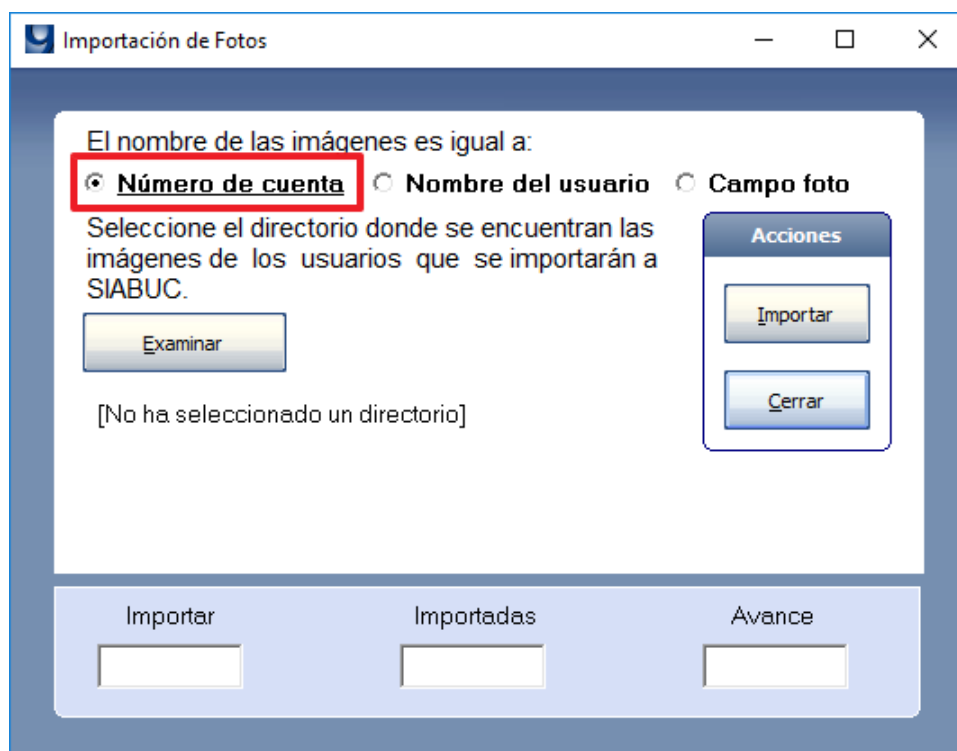 Importación de Fotos
El nombre de las imágenes es igual a:
Número de cuenta Nombre del usuario Campo foto
Seleccione el directorio donde se encuentran las
imágenes de los usuarios que se importarán a
SIABUC.
Examinar
[No ha seleccionado un directorio]
Acciones
Importar
Cerrar
Importar Importadas Avance